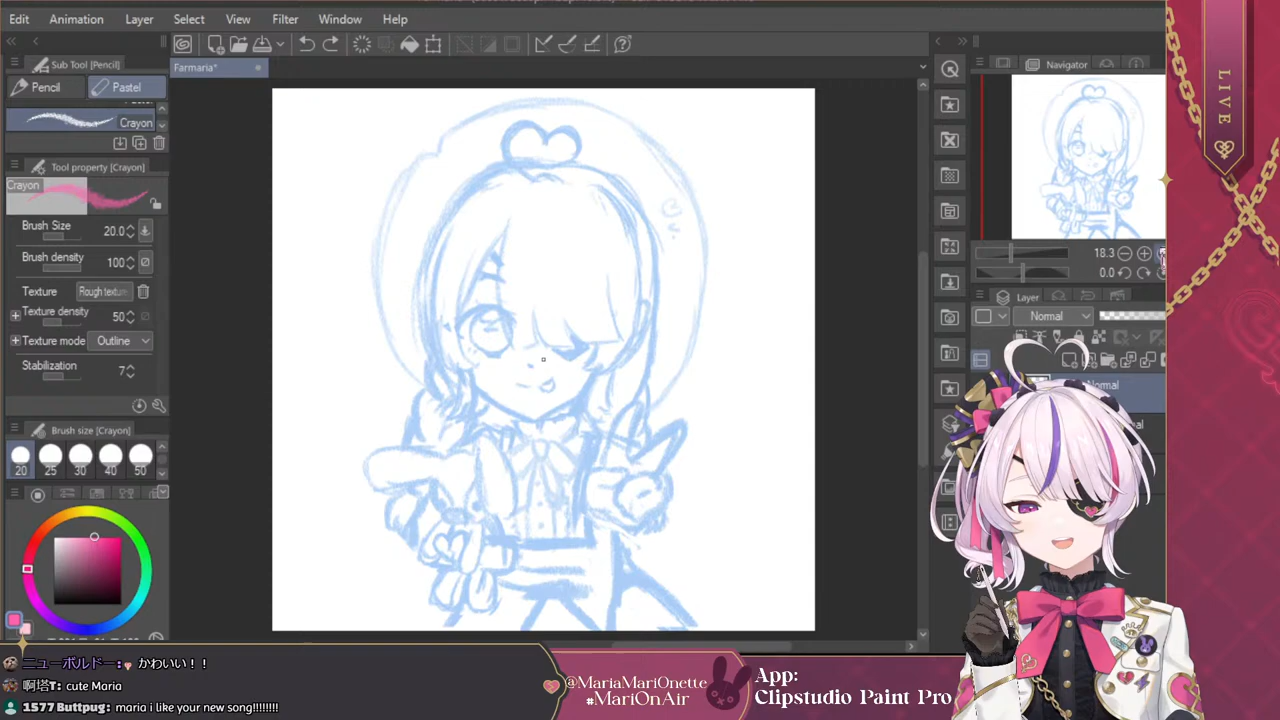 Edit Animation Layer Select View Filter Window Help
Sub Tool [Pencil]
Pencil Pastel
Crayon
Tool property [Crayon]
Crayon
Brush Size 20.0
Brush density 100
Texture Rough texture
Texture density 50
Texture mode Outline
Stabilization 7
Brush size [Crayon]
20 25 30 40 50
Farmaria*
Navigator
18.3
0.0
Layer
Normal
Normal
LIVE
ニューボルドー: かわいい！！
啊塔T: cute Maria
1577 Buttpug: maria i like your new song!!!!!!!!
@MariaMariOnette
#MariOnAir
App:
Clipstudio Paint Pro